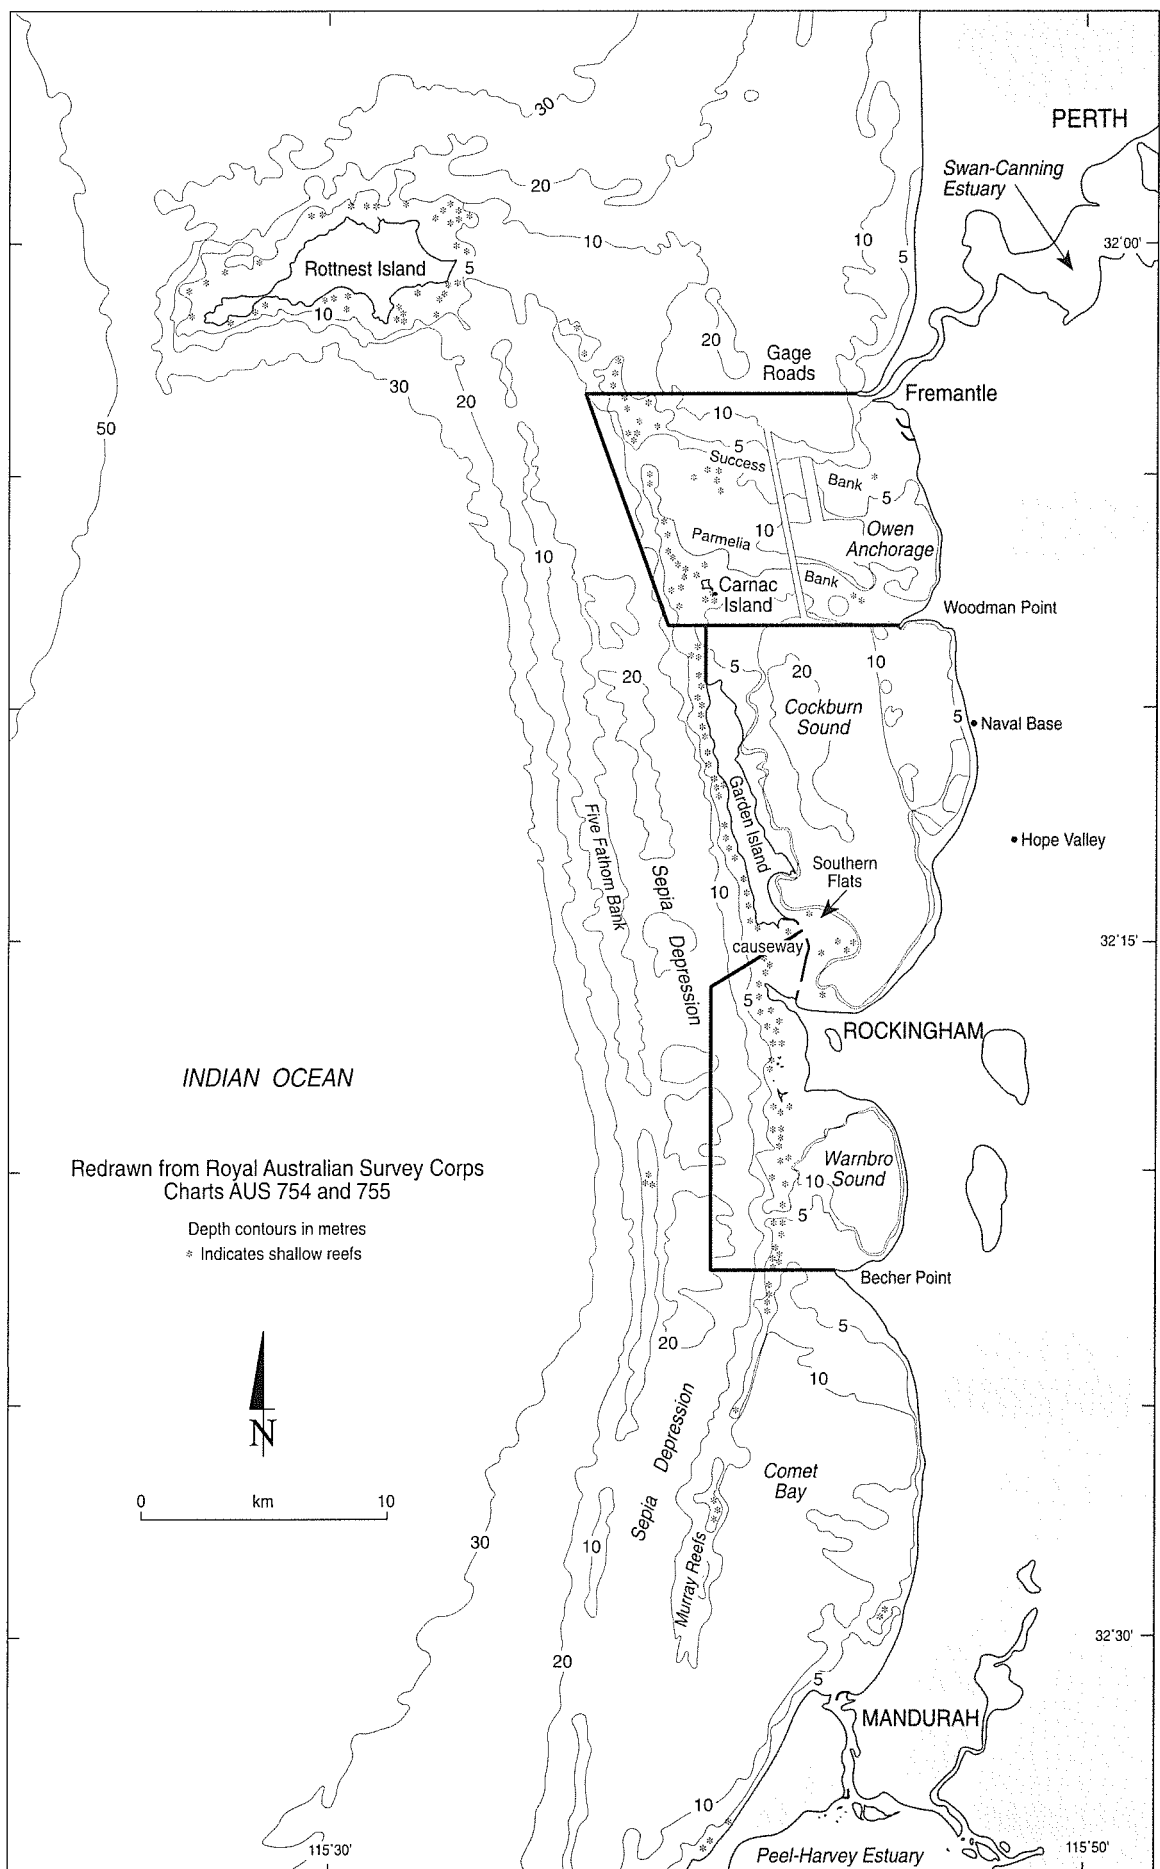 30
PERTH
Swan-Canning
Estuary
20
10
10
5
32°00'
Rottnest Island
5
10
20
Gage
Roads
30
20
Fremantle
50
10
5
Success
Bank
5
10
Owen
Anchorage
Parmelia
10
Bank
Carnac
Island
Woodman Point
5
20
10
20
Cockburn
Sound
5
Naval Base
Garden Island
Five Fathom Bank
Hope Valley
Southern
Flats
Sepia
10
Depression
causeway
32°15'
5
ROCKINGHAM
INDIAN OCEAN
Redrawn from Royal Australian Survey Corps
Charts AUS 754 and 755
Warnbro
Sound
10
5
Depth contours in metres
* Indicates shallow reefs
Becher Point
5
20
10
Depression
N
Comet
Bay
0 km 10
Sepia
30
10
Murray Reefs
32°30'
20
5
MANDURAH
10
115°30'
115°50'
Peel-Harvey Estuary